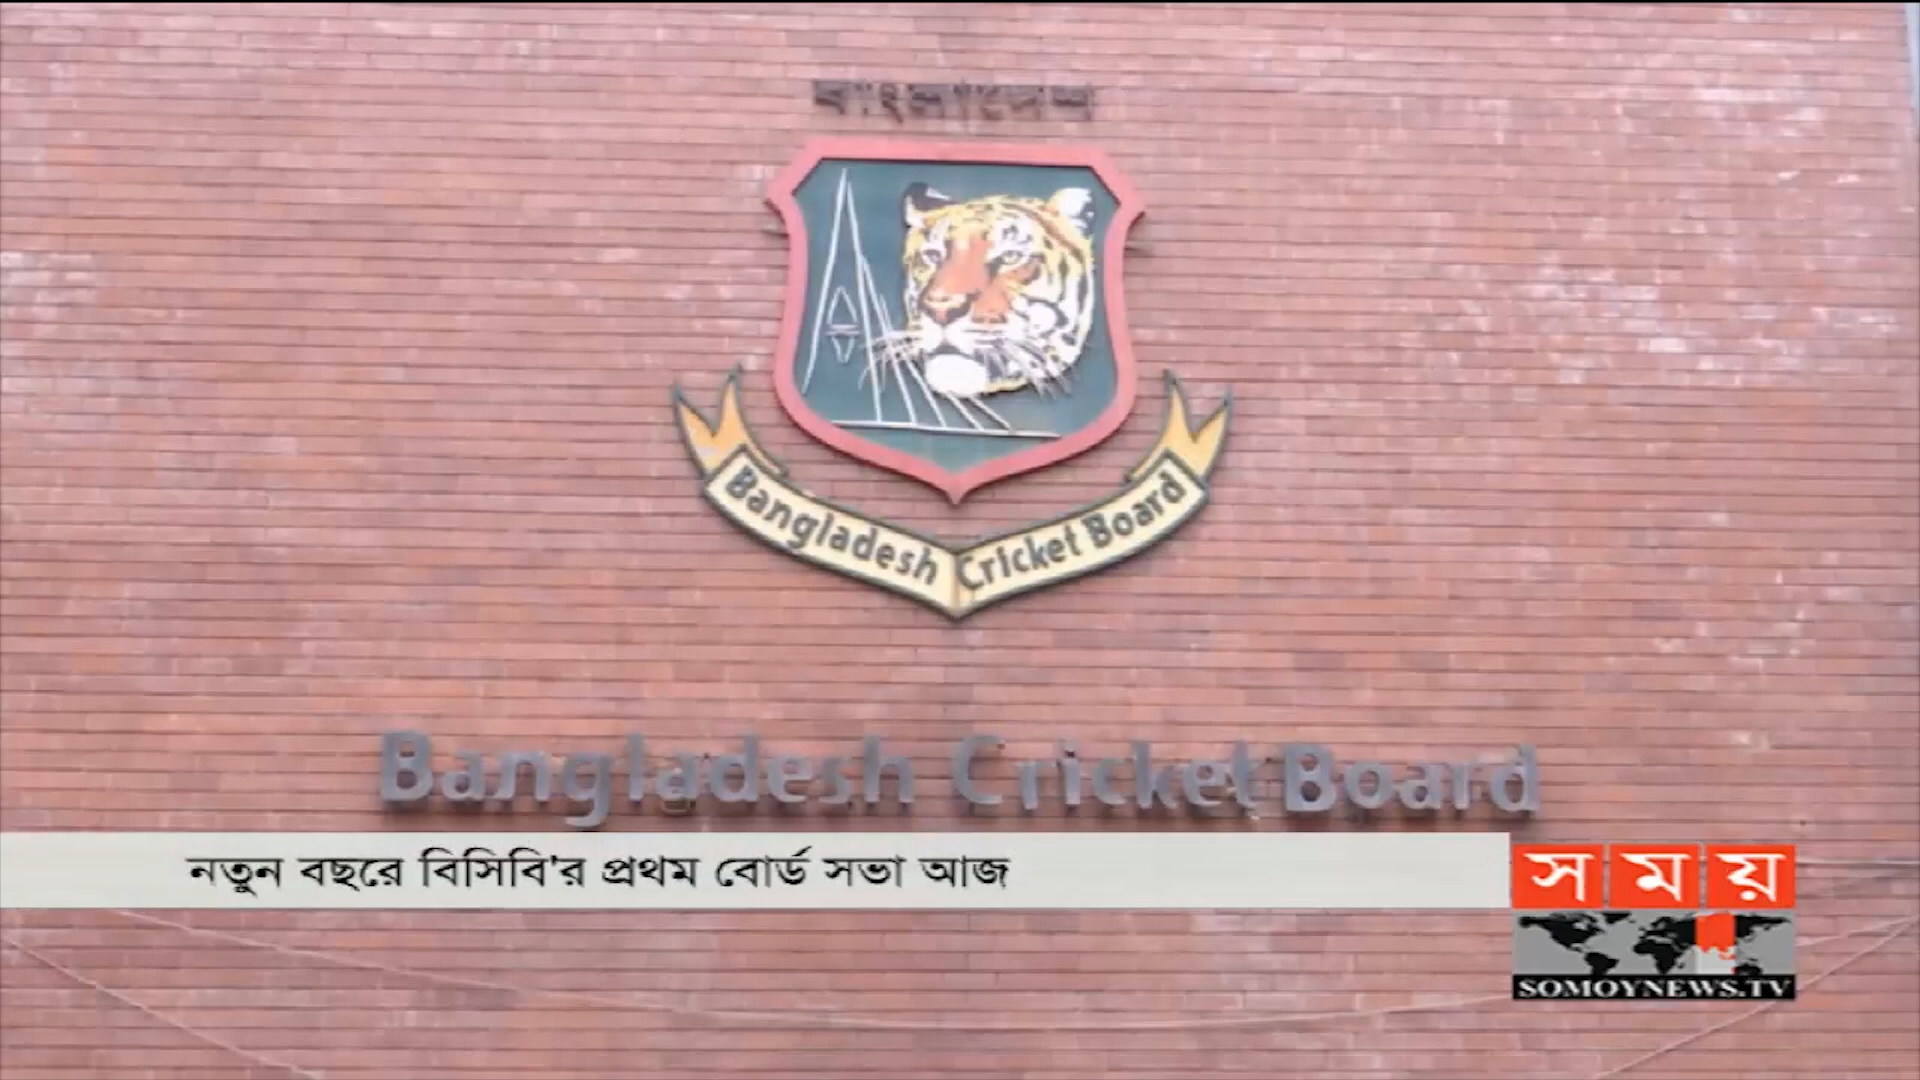 বাংলাদেশ
Bangladesh Cricket Board
Bangladesh Cricket Board
নতুন বছরে বিসিবি'র প্রথম বোর্ড সভা আজ
সময়
SOMOYNEWS.TV